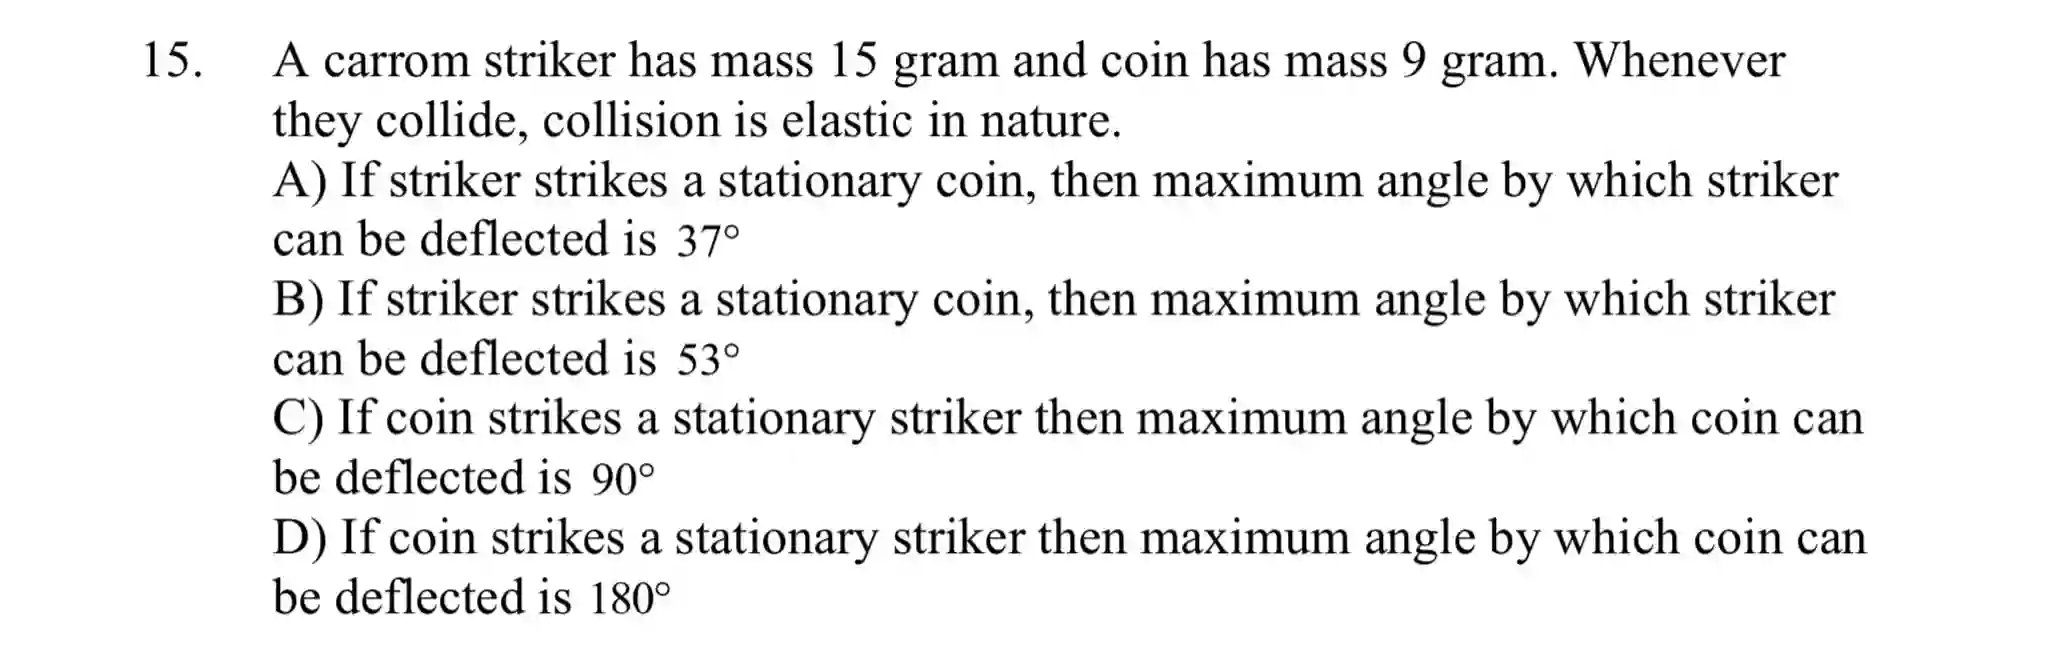 15. A carrom striker has mass 15 gram and coin has mass 9 gram. Whenever
they collide, collision is elastic in nature.
A) If striker strikes a stationary coin, then maximum angle by which striker
can be deflected is 37°
B) If striker strikes a stationary coin, then maximum angle by which striker
can be deflected is 53°
C) If coin strikes a stationary striker then maximum angle by which coin can
be deflected is 90°
D) If coin strikes a stationary striker then maximum angle by which coin can
be deflected is 180°